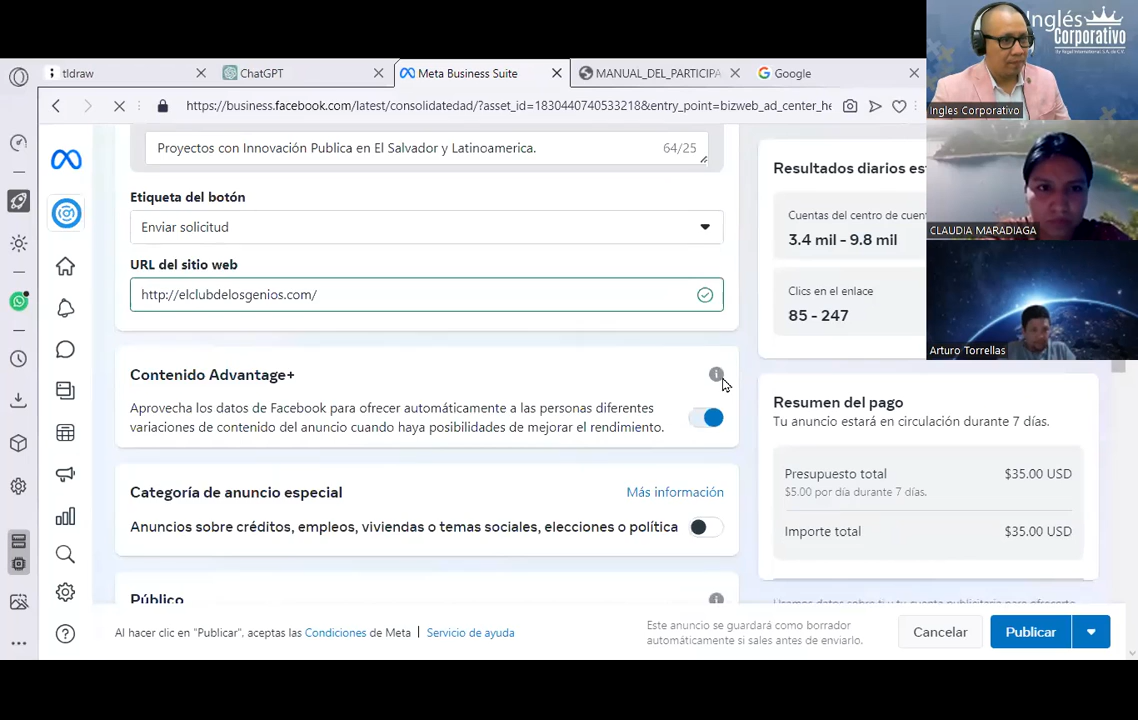 tldraw
ChatGPT
Meta Business Suite
MANUAL_DEL_PARTICIPA
Google
https://business.facebook.com/latest/consolidatedad/?asset_id=1830440740533218&entry_point=bizweb_ad_center_he
Proyectos con Innovación Publica en El Salvador y Latinoamerica.
64/25
Etiqueta del botón
Enviar solicitud
URL del sitio web
http://elclubdelosgenios.com/
Contenido Advantage+
Aprovecha los datos de Facebook para ofrecer automáticamente a las personas diferentes
variaciones de contenido del anuncio cuando haya posibilidades de mejorar el rendimiento.
Categoría de anuncio especial
Más información
Anuncios sobre créditos, empleos, viviendas o temas sociales, elecciones o política
Público
Al hacer clic en "Publicar", aceptas las Condiciones de Meta | Servicio de ayuda
Este anuncio se guardará como borrador
automáticamente si sales antes de enviarlo.
Cancelar
Publicar
Resultados diarios es
Cuentas del centro de cuen
3.4 mil - 9.8 mil
Clics en el enlace
85 - 247
Resumen del pago
Tu anuncio estará en circulación durante 7 días.
Presupuesto total
$35.00 USD
$5.00 por día durante 7 días.
Importe total
$35.00 USD
Inglés
Corporativo
Ingles Corporativo
CLAUDIA MARADIAGA
Arturo Torrellas